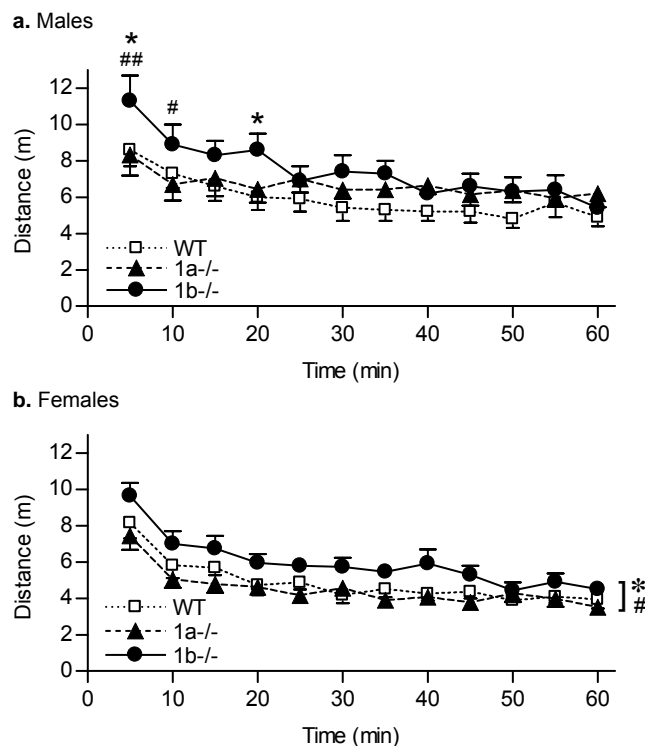 a. Males
*
##
#
*
12
10
8
6
4
2
0
Distance (m)
WT
1a-/-
1b-/-
0 10 20 30 40 50 60
Time (min)
b. Females
12
10
8
6
4
2
0
Distance (m)
WT
1a-/-
1b-/-
*
#
0 10 20 30 40 50 60
Time (min)